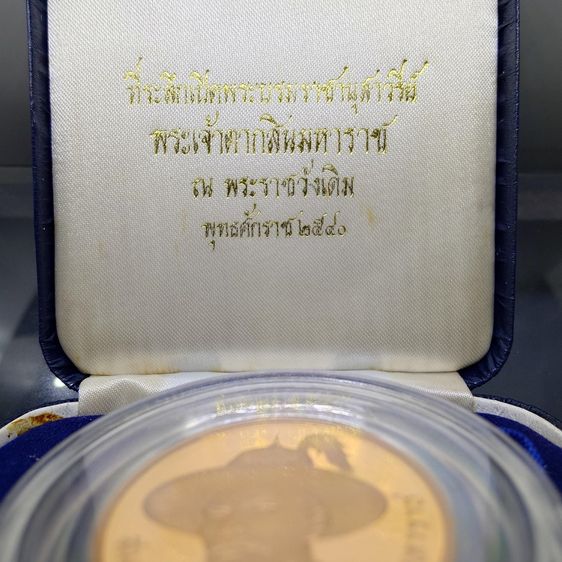 ที่ระลึกเปิดพระบรมราชานุสาวรีย์
พระเจ้าตากสินมหาราช
ณ พระราชวังเดิม
พุทธศักราช ๒๕๔๐